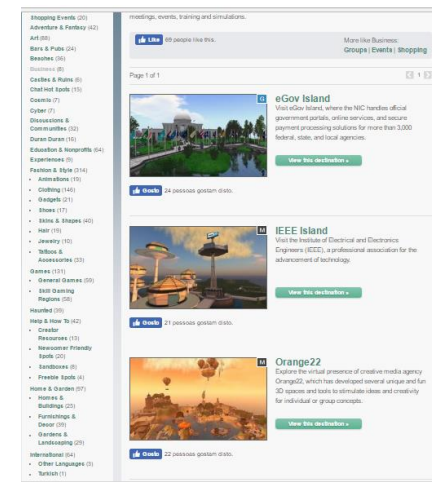 Shopping Events (20)
Adventure & Fantasy (42)
Art (88)
Bars & Pubs (24)
Beaches (36)
Business (8)
Castles & Ruins (6)
Chat Hot Spots (15)
Cosmia (7)
Cyber (7)
Discussions &
Communities (32)
Duran Duran (16)
Education & Nonprofits (64)
Experiences (9)
Fashion & Style (314)
Animations (19)
Clothing (146)
Gadgets (21)
Shoes (17)
Skins & Shapes (40)
Hair (19)
Jewelry (10)
Tattoos &
Accessories (33)
Games (131)
General Games (59)
Skill Gaming
Regions (56)
Haunted (39)
Help & How To (42)
Creator
Resources (13)
Newcomer Friendly
Spots (20)
Sandboxes (8)
Freebie Spots (4)
Home & Garden (97)
Homes &
Buildings (25)
Furnishings &
Decor (39)
Gardens &
Landscaping (29)
International (64)
Other Languages (3)
Turkish (1)
meetings, events, training and simulations.
Like 69 people like this.
More like Business:
Groups | Events | Shopping
Page 1 of 1
1
G
eGov Island
Visit eGov Island, where the NIC handles official
government portals, online services, and secure
payment processing solutions for more than 3,000
federal, state, and local agencies.
View this destination »
Gosto 24 pessoas gostam disto.
M
IEEE Island
Visit the Institute of Electrical and Electronics
Engineers (IEEE), a professional association for the
advancement of technology.
View this destination »
Gosto 21 pessoas gostam disto.
M
Orange22
Explore the virtual presence of creative media agency
Orange22, which has developed several unique and fun
3D spaces and tools to stimulate ideas and creativity
for individual or group concepts.
View this destination »
Gosto 22 pessoas gostam disto.